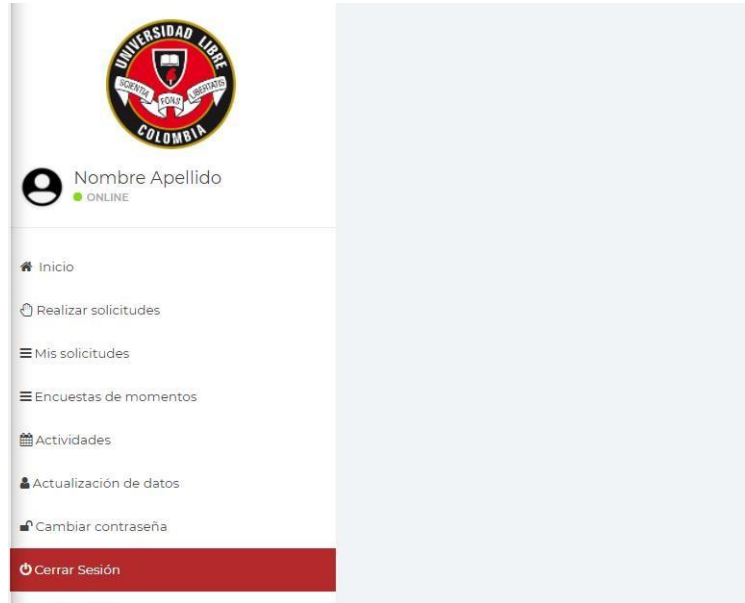 UNIVERSIDAD LIBRE
SCIENTIA FONS LIBERTATIS
COLOMBIA
Nombre Apellido
ONLINE
Inicio
Realizar solicitudes
Mis solicitudes
Encuestas de momentos
Actividades
Actualización de datos
Cambiar contraseña
Cerrar Sesión